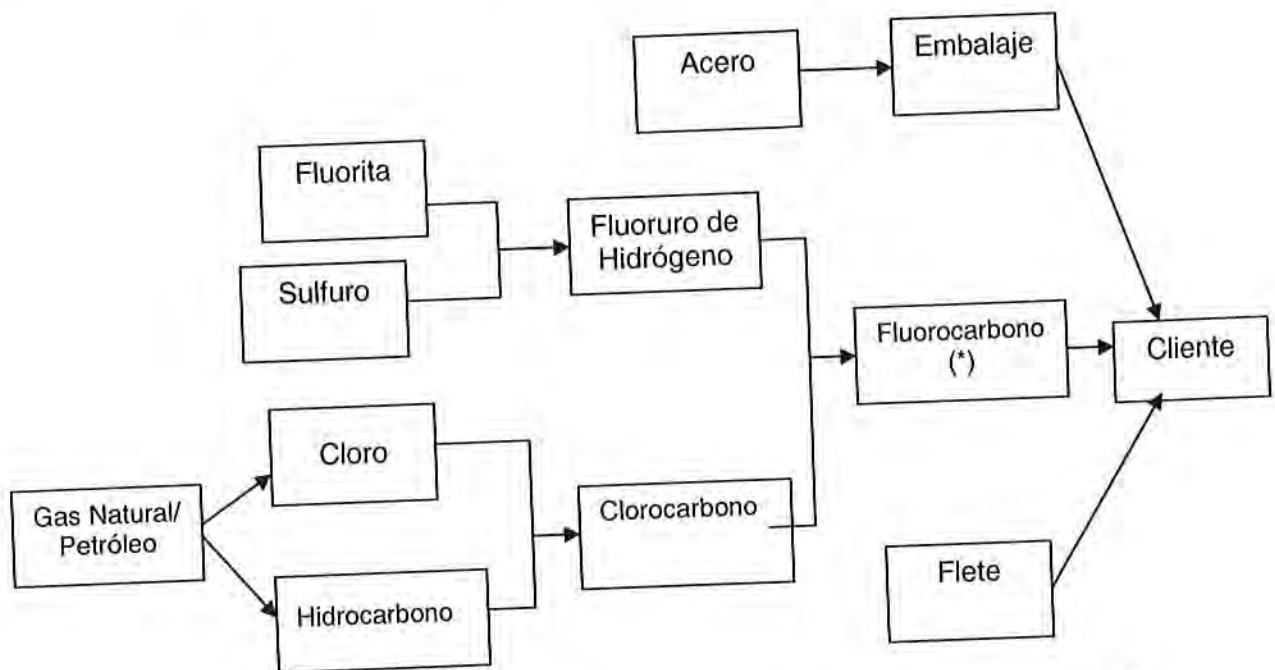 Acero
Embalaje
Fluorita
Fluoruro de
Hidrógeno
Sulfuro
Fluorocarbono
(*)
Cliente
Cloro
Gas Natural/
Petróleo
Clorocarbono
Hidrocarbono
Flete